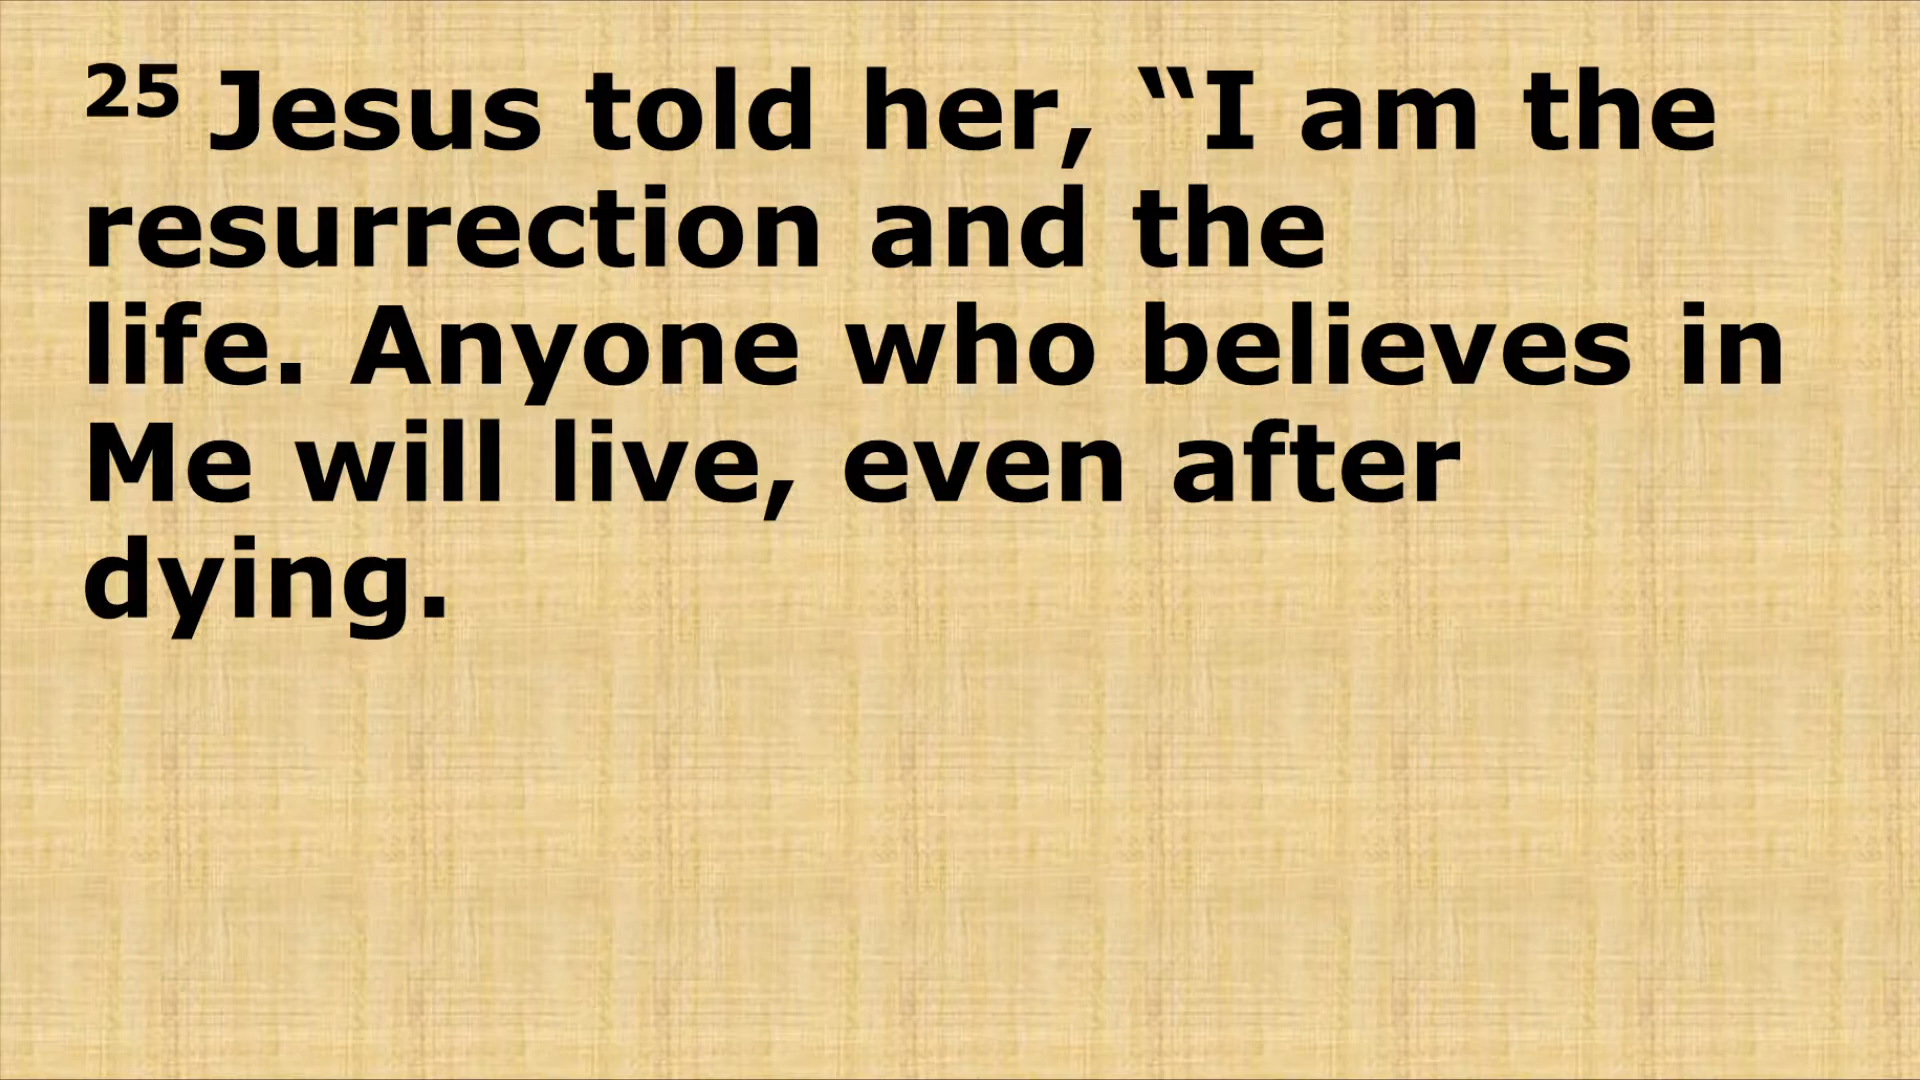 25 Jesus told her, “I am the
resurrection and the
life. Anyone who believes in
Me will live, even after
dying.